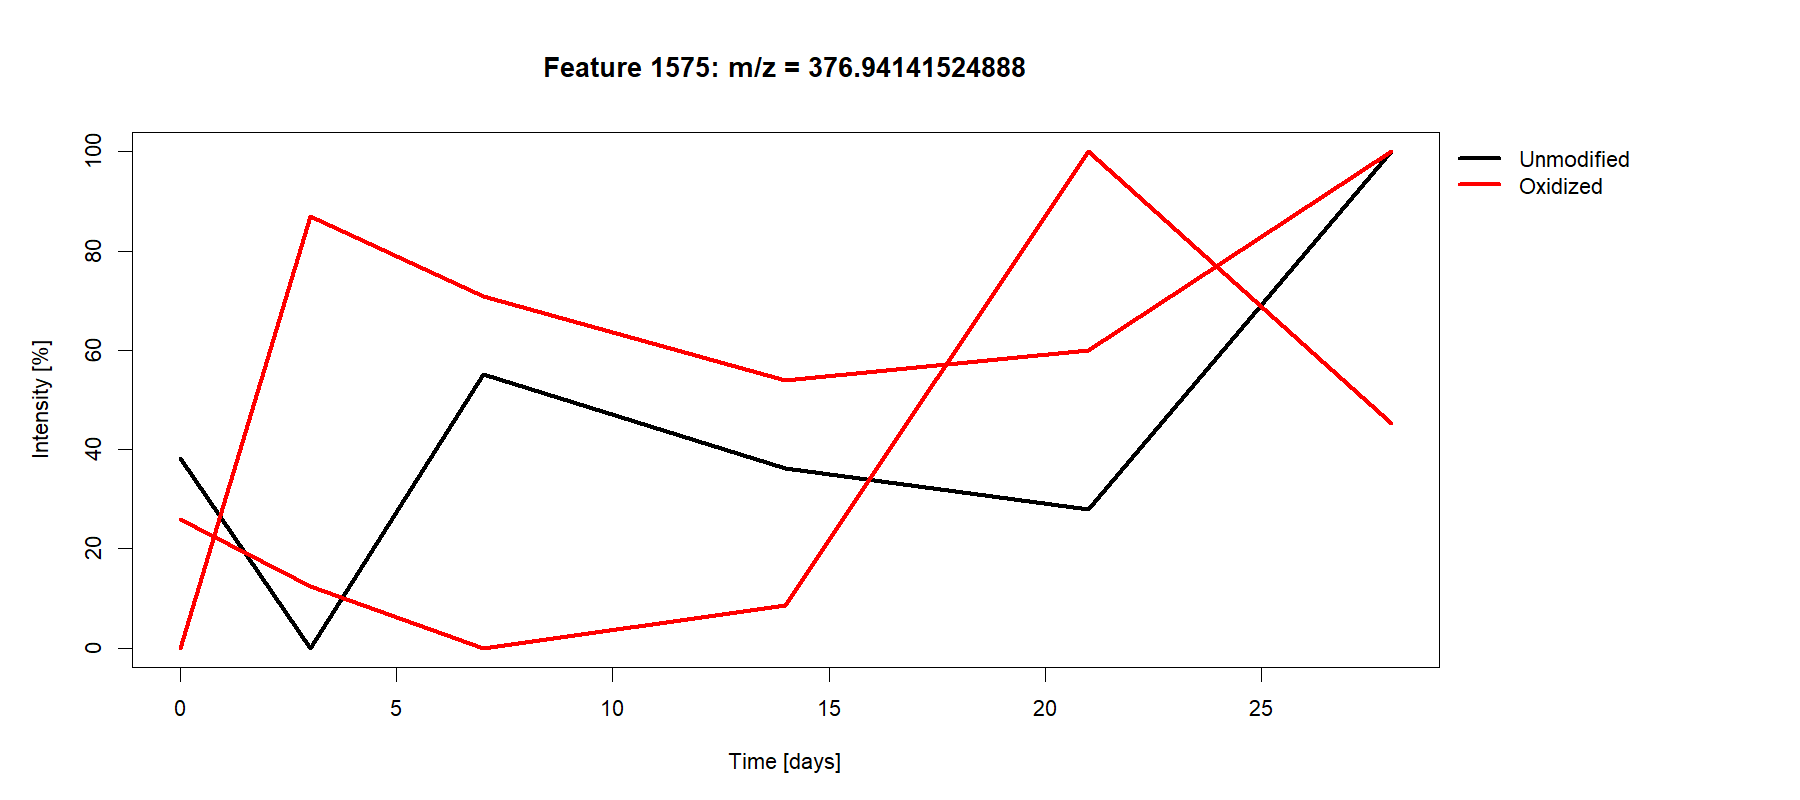 Feature 1575: m/z = 376.94141524888
Unmodified
Oxidized
Intensity [%]
100
80
60
40
20
0
0 5 10 15 20 25
Time [days]